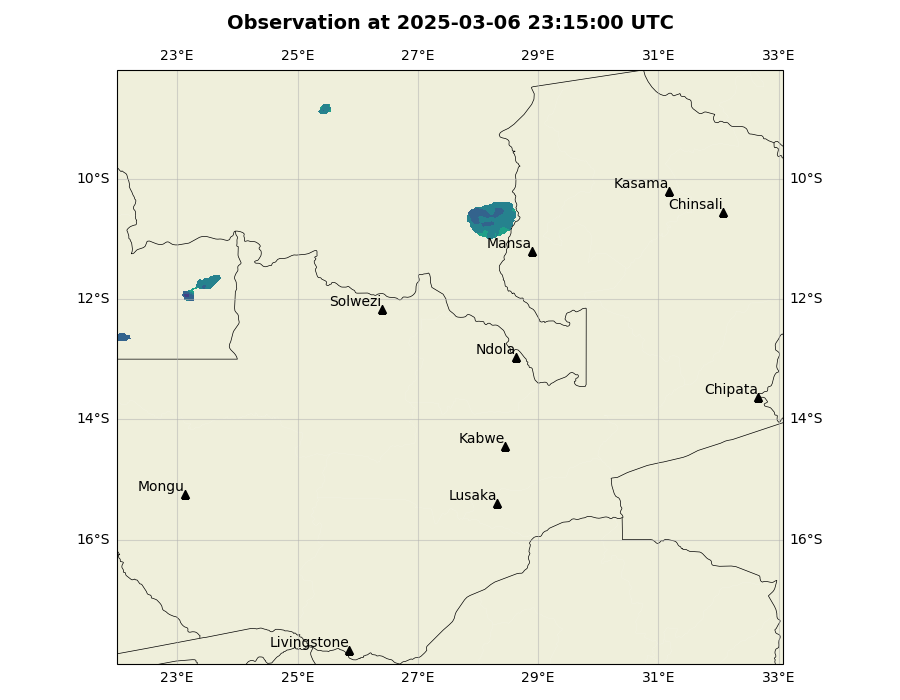 Observation at 2025-03-06 23:15:00 UTC
23°E 25°E 27°E 29°E 31°E 33°E
10°S 10°S
Kasama
Chinsali
Mansa
12°S 12°S
Solwezi
Ndola
Chipata
14°S 14°S
Kabwe
Mongu
Lusaka
16°S 16°S
Livingstone
23°E 25°E 27°E 29°E 31°E 33°E